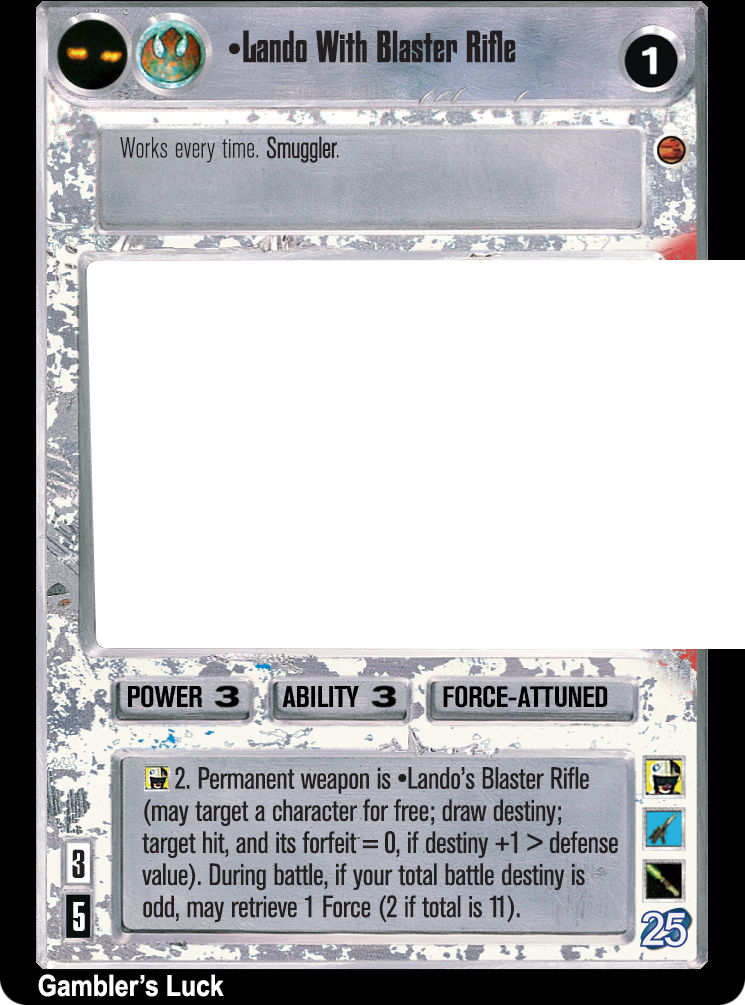 •Lando With Blaster Rifle
1
Works every time. Smuggler.
POWER 3
ABILITY 3
FORCE-ATTUNED
2. Permanent weapon is •Lando's Blaster Rifle
(may target a character for free; draw destiny;
target hit, and its forfeit = 0, if destiny +1 > defense
value). During battle, if your total battle destiny is
odd, may retrieve 1 Force (2 if total is 11).
3
5
25
Gambler's Luck